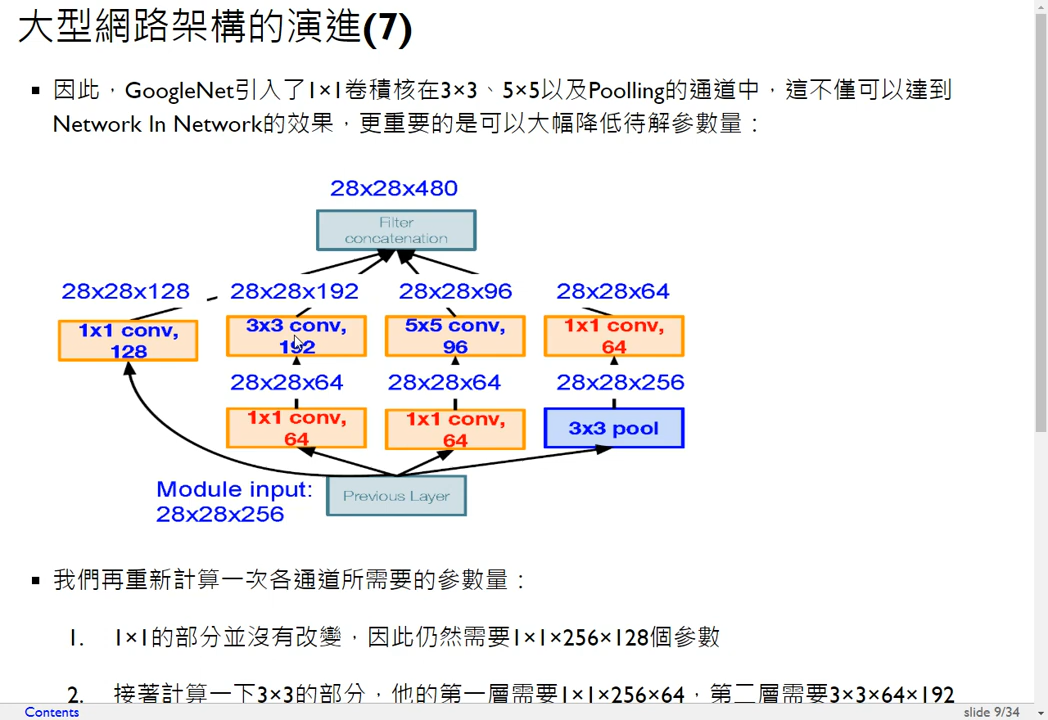 大型網路架構的演進(7)
因此，GoogleNet引入了1×1卷積核在3×3、5×5以及Poolling的通道中，這不僅可以達到
Network In Network的效果，更重要的是可以大幅降低待解參數量：
28x28x480
Filter
concatenation
28x28x128 28x28x192 28x28x96 28x28x64
1x1 conv,
128
3x3 conv,
192
5x5 conv,
96
1x1 conv,
64
28x28x64 28x28x64 28x28x256
1x1 conv,
64
1x1 conv,
64
3x3 pool
Module input:
28x28x256
Previous Layer
我們再重新計算一次各通道所需要的參數量：
1. 1×1的部分並沒有改變，因此仍然需要1×1×256×128個參數
2. 接著計算一下3×3的部分，他的第一層需要1×1×256×64，第二層需要3×3×64×192
Contents
slide 9/34